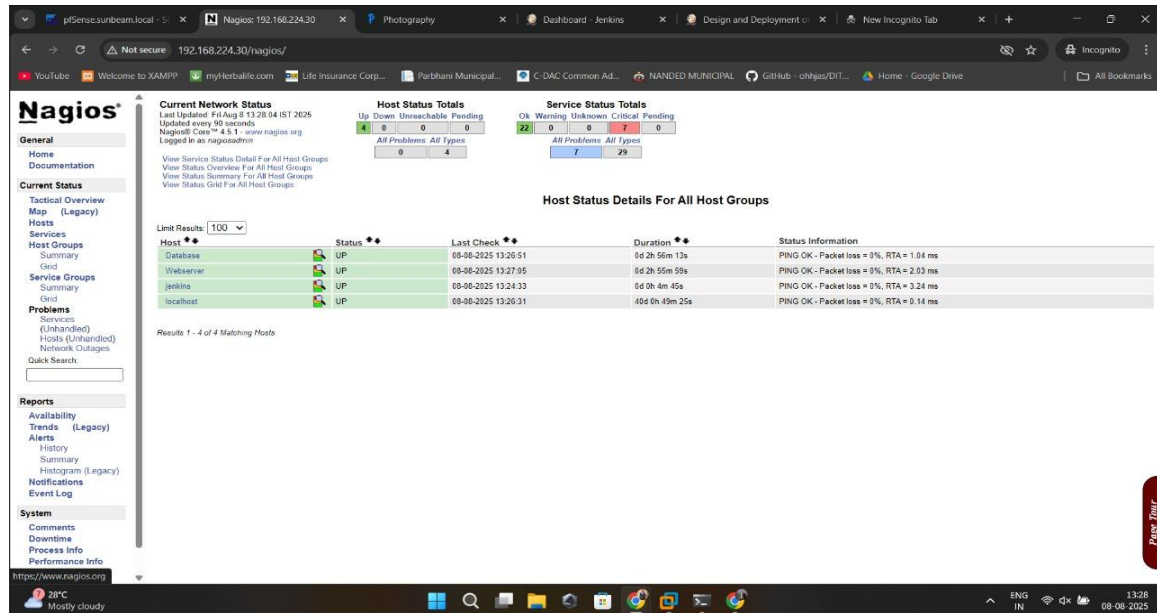 pfSense.sunbeam.local - S
Nagios: 192.168.224.30
Photography
Dashboard - Jenkins
Design and Deployment o
New Incognito Tab
Not secure 192.168.224.30/nagios/
Incognito
YouTube
Welcome to XAMPP
myHerbalife.com
Life Insurance Corp...
Parbhani Municipal...
C-DAC Common Ad...
NANDED MUNICIPAL
GitHub - ohhjas/DIT...
Home - Google Drive
All Bookmarks
Nagios®
General
Home
Documentation
Current Status
Tactical Overview
Map (Legacy)
Hosts
Services
Host Groups
Summary
Grid
Service Groups
Summary
Grid
Problems
Services
(Unhandled)
Hosts (Unhandled)
Network Outages
Quick Search:
Reports
Availability
Trends (Legacy)
Alerts
History
Summary
Histogram (Legacy)
Notifications
Event Log
System
Comments
Downtime
Process Info
Performance Info
https://www.nagios.org
Current Network Status
Last Updated: Fri Aug 8 13:28:04 IST 2025
Updated every 90 seconds
Nagios® Core™ 4.5.1 - www.nagios.org
Logged in as nagiosadmin
View Service Status Detail For All Host Groups
View Status Overview For All Host Groups
View Status Summary For All Host Groups
View Status Grid For All Host Groups
Host Status Totals
Up Down Unreachable Pending
4 0 0 0
All Problems All Types
0 4
Service Status Totals
Ok Warning Unknown Critical Pending
22 0 0 7 0
All Problems All Types
7 29
Host Status Details For All Host Groups
Limit Results: 100
Host Status Last Check Duration Status Information
Database UP 08-08-2025 13:26:51 0d 2h 56m 13s PING OK - Packet loss = 0%, RTA = 1.04 ms
Webserver UP 08-08-2025 13:27:05 0d 2h 55m 59s PING OK - Packet loss = 0%, RTA = 2.03 ms
jenkins UP 08-08-2025 13:24:33 0d 0h 4m 45s PING OK - Packet loss = 0%, RTA = 3.24 ms
localhost UP 08-08-2025 13:26:31 40d 0h 49m 25s PING OK - Packet loss = 0%, RTA = 0.14 ms
Results 1 - 4 of 4 Matching Hosts
Page Tour
28°C
Mostly cloudy
ENG
IN
13:28
08-08-2025